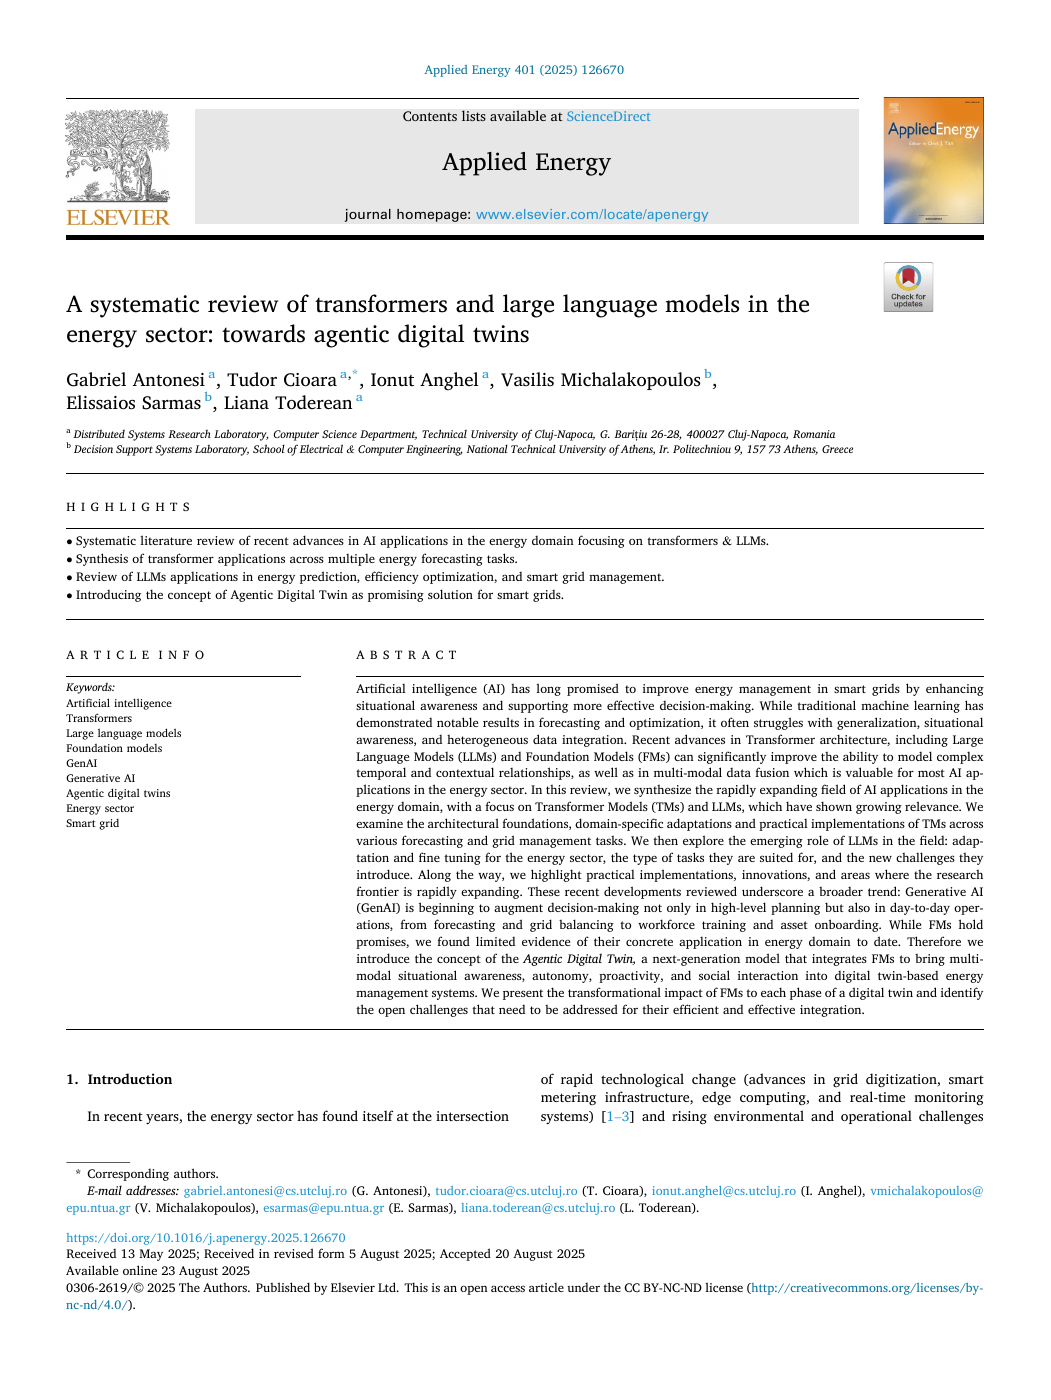 Applied Energy 401 (2025) 126670
Contents lists available at ScienceDirect
Applied Energy
journal homepage: www.elsevier.com/locate/apenergy
ELSEVIER
AppliedEnergy
Check for
updates
A systematic review of transformers and large language models in the
energy sector: towards agentic digital twins
Gabriel Antonesi a, Tudor Cioara a,*, Ionut Anghel a, Vasilis Michalakopoulos b,
Elissaios Sarmas b, Liana Toderean a
a Distributed Systems Research Laboratory, Computer Science Department, Technical University of Cluj-Napoca, G. Barițiu 26-28, 400027 Cluj-Napoca, Romania
b Decision Support Systems Laboratory, School of Electrical & Computer Engineering, National Technical University of Athens, Ir. Politechniou 9, 157 73 Athens, Greece
HIGHLIGHTS
• Systematic literature review of recent advances in AI applications in the energy domain focusing on transformers & LLMs.
• Synthesis of transformer applications across multiple energy forecasting tasks.
• Review of LLMs applications in energy prediction, efficiency optimization, and smart grid management.
• Introducing the concept of Agentic Digital Twin as promising solution for smart grids.
ARTICLE INFO
Keywords:
Artificial intelligence
Transformers
Large language models
Foundation models
GenAI
Generative AI
Agentic digital twins
Energy sector
Smart grid
ABSTRACT
Artificial intelligence (AI) has long promised to improve energy management in smart grids by enhancing
situational awareness and supporting more effective decision-making. While traditional machine learning has
demonstrated notable results in forecasting and optimization, it often struggles with generalization, situational
awareness, and heterogeneous data integration. Recent advances in Transformer architecture, including Large
Language Models (LLMs) and Foundation Models (FMs) can significantly improve the ability to model complex
temporal and contextual relationships, as well as in multi-modal data fusion which is valuable for most AI ap-
plications in the energy sector. In this review, we synthesize the rapidly expanding field of AI applications in the
energy domain, with a focus on Transformer Models (TMs) and LLMs, which have shown growing relevance. We
examine the architectural foundations, domain-specific adaptations and practical implementations of TMs across
various forecasting and grid management tasks. We then explore the emerging role of LLMs in the field: adap-
tation and fine tuning for the energy sector, the type of tasks they are suited for, and the new challenges they
introduce. Along the way, we highlight practical implementations, innovations, and areas where the research
frontier is rapidly expanding. These recent developments reviewed underscore a broader trend: Generative AI
(GenAI) is beginning to augment decision-making not only in high-level planning but also in day-to-day oper-
ations, from forecasting and grid balancing to workforce training and asset onboarding. While FMs hold
promises, we found limited evidence of their concrete application in energy domain to date. Therefore we
introduce the concept of the Agentic Digital Twin, a next-generation model that integrates FMs to bring multi-
modal situational awareness, autonomy, proactivity, and social interaction into digital twin-based energy
management systems. We present the transformational impact of FMs to each phase of a digital twin and identify
the open challenges that need to be addressed for their efficient and effective integration.
1. Introduction
In recent years, the energy sector has found itself at the intersection
of rapid technological change (advances in grid digitization, smart
metering infrastructure, edge computing, and real-time monitoring
systems) [1–3] and rising environmental and operational challenges
* Corresponding authors.
E-mail addresses: gabriel.antonesi@cs.utcluj.ro (G. Antonesi), tudor.cioara@cs.utcluj.ro (T. Cioara), ionut.anghel@cs.utcluj.ro (I. Anghel), vmichalakopoulos@
epu.ntua.gr (V. Michalakopoulos), esarmas@epu.ntua.gr (E. Sarmas), liana.toderean@cs.utcluj.ro (L. Toderean).
https://doi.org/10.1016/j.apenergy.2025.126670
Received 13 May 2025; Received in revised form 5 August 2025; Accepted 20 August 2025
Available online 23 August 2025
0306-2619/© 2025 The Authors. Published by Elsevier Ltd. This is an open access article under the CC BY-NC-ND license (http://creativecommons.org/licenses/by-
nc-nd/4.0/).